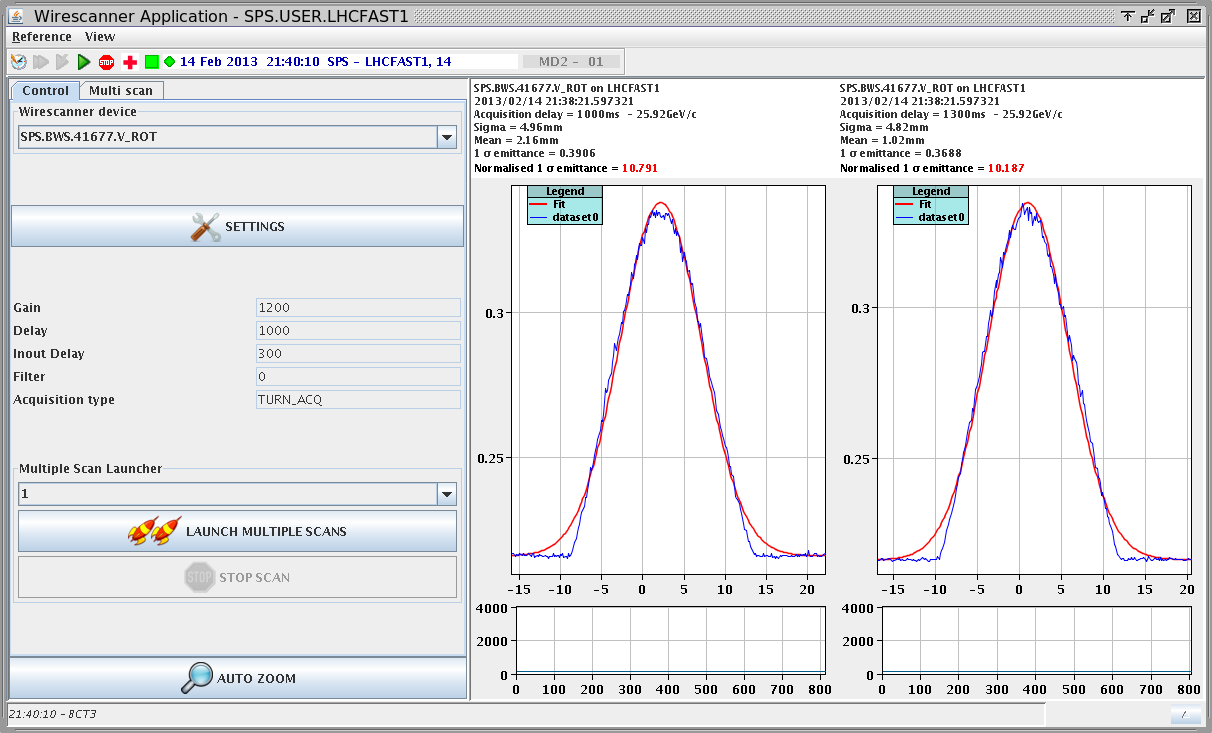 Wirescanner Application - SPS.USER.LHCFAST1
Reference View
STOP 14 Feb 2013 21:40:10 SPS - LHCFAST1, 14 MD2 - 01
Control Multi scan
Wirescanner device
SPS.BWS.41677.V_ROT
SETTINGS
Gain 1200
Delay 1000
Inout Delay 300
Filter 0
Acquisition type TURN_ACQ
Multiple Scan Launcher
1
LAUNCH MULTIPLE SCANS
STOP STOP SCAN
AUTO ZOOM
SPS.BWS.41677.V_ROT on LHCFAST1
2013/02/14 21:38:21.597321
Acquisition delay = 1000ms - 25.92GeV/c
Sigma = 4.96mm
Mean = 2.16mm
1 σ emittance = 0.3906
Normalised 1 σ emittance = 10.791
Legend
Fit
dataset0
0.3
0.25
-15 -10 -5 0 5 10 15 20
4000
2000
0
0 100 200 300 400 500 600 700 800
SPS.BWS.41677.V_ROT on LHCFAST1
2013/02/14 21:38:21.597321
Acquisition delay = 1300ms - 25.92GeV/c
Sigma = 4.82mm
Mean = 1.02mm
1 σ emittance = 0.3688
Normalised 1 σ emittance = 10.187
Legend
Fit
dataset0
0.3
0.25
-15 -10 -5 0 5 10 15 20
4000
2000
0
0 100 200 300 400 500 600 700 800
21:40:10 - BCT3